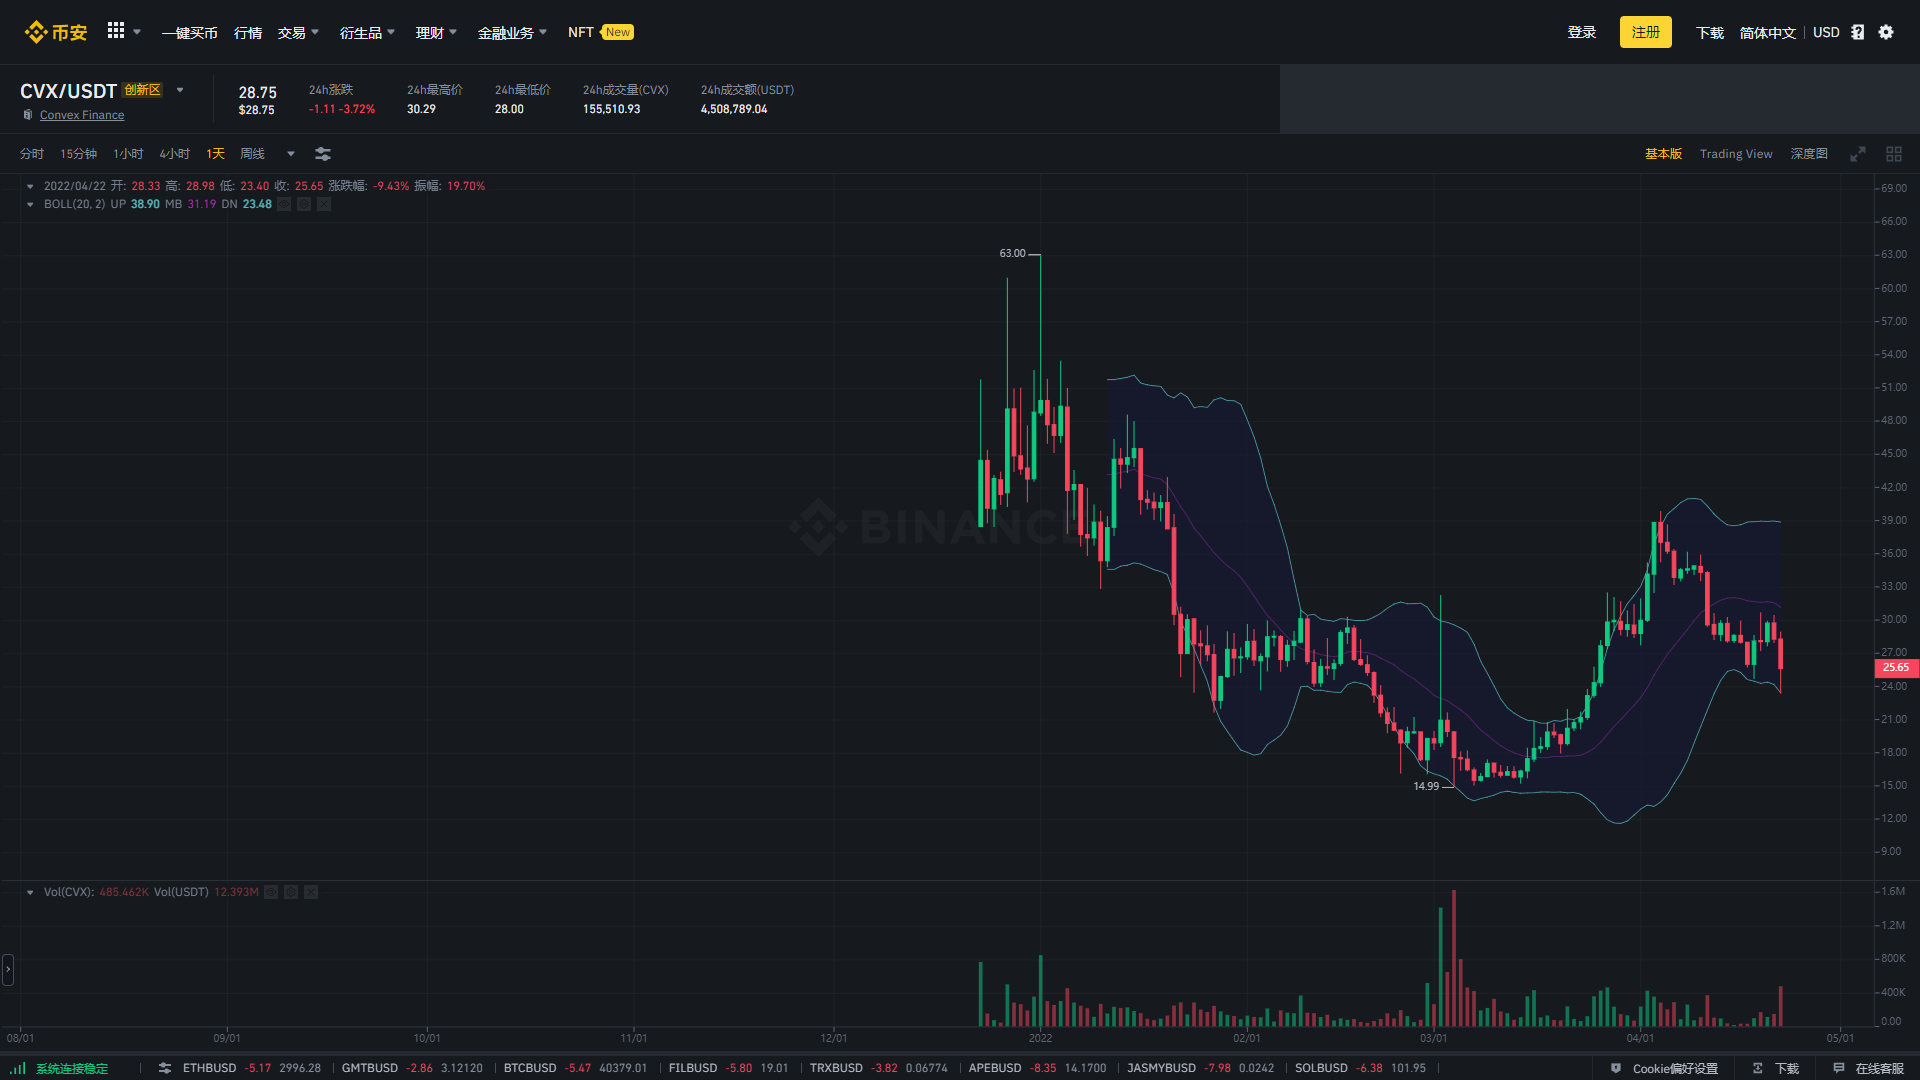 币安 一键买币 行情 交易 衍生品 理财 金融业务 NFT New 登录 注册 下载 简体中文 USD
CVX/USDT 创新区
Convex Finance
28.75
$28.75
24h涨跌
-1.11 -3.72%
24h最高价
30.29
24h最低价
28.00
24h成交量(CVX)
155,510.93
24h成交额(USDT)
4,508,789.04
分时 15分钟 1小时 4小时 1天 周线 基本版 Trading View 深度图
2022/04/22 开: 28.33 高: 28.98 低: 23.40 收: 25.65 涨跌幅: -9.43% 振幅: 19.70%
BOLL(20, 2) UP 38.90 MB 31.19 DN 23.48
63.00
14.99
BINANCE
69.00
66.00
63.00
60.00
57.00
54.00
51.00
48.00
45.00
42.00
39.00
36.00
33.00
30.00
27.00
25.65
24.00
21.00
18.00
15.00
12.00
9.00
Vol(CVX): 485.462K Vol(USDT) 12.393M
1.6M
1.2M
800K
400K
0.00
08/01 09/01 10/01 11/01 12/01 2022 02/01 03/01 04/01 05/01
系统连接稳定 ETHBUSD -5.17 2996.28 GMTBUSD -2.86 3.12120 BTCBUSD -5.47 40379.01 FILBUSD -5.80 19.01 TRXBUSD -3.82 0.06774 APEBUSD -8.35 14.1700 JASMYBUSD -7.98 0.0242 SOLBUSD -6.38 101.95 Cookie偏好设置 下载 在线客服